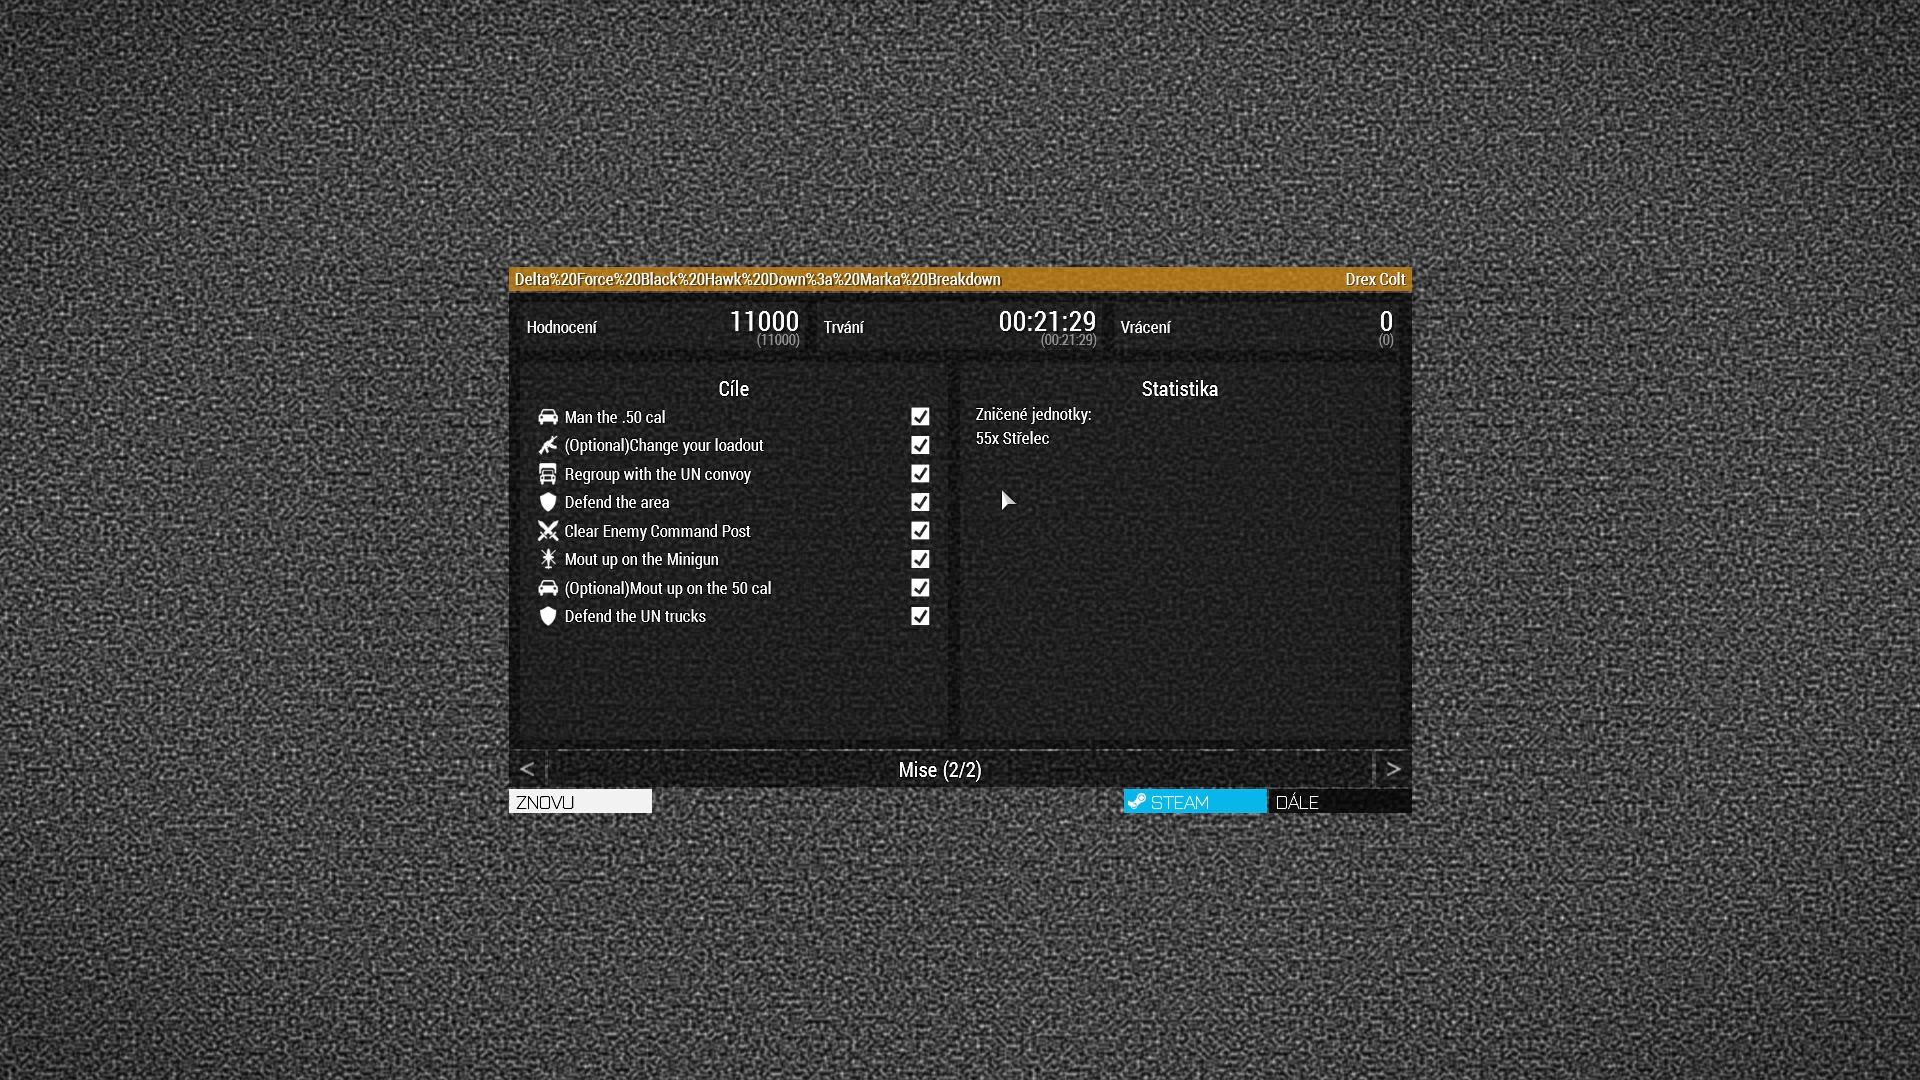 Delta%20Force%20Black%20Hawk%20Down%3a%20Marka%20Breakdown Drex Colt
Hodnocení 11000 Trvání 00:21:29 Vrácení 0
(11000) (00:21:29) (0)
Cíle
Man the .50 cal
(Optional)Change your loadout
Regroup with the UN convoy
Defend the area
Clear Enemy Command Post
Mout up on the Minigun
(Optional)Mout up on the 50 cal
Defend the UN trucks
Statistika
Zničené jednotky:
55x Střelec
< Mise (2/2) >
ZNOVU STEAM DÁLE